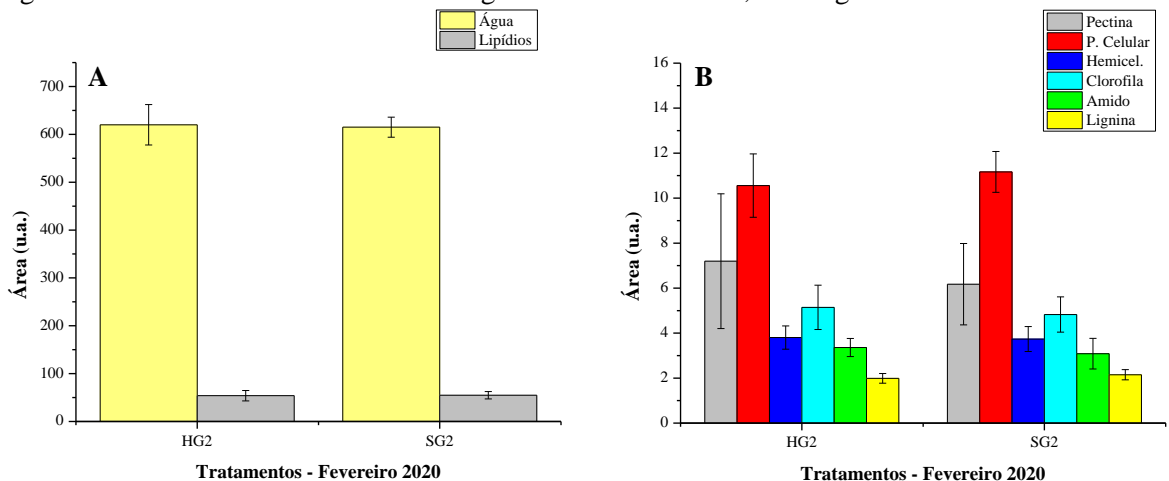 Água
Lipídios
A
700
600
500
400
300
200
100
0
Área (u.a.)
HG2
SG2
Tratamentos - Fevereiro 2020
Pectina
P. Celular
Hemicel.
Clorofila
Amido
Lignina
B
16
14
12
10
8
6
4
2
0
Área (u.a.)
HG2
SG2
Tratamentos - Fevereiro 2020